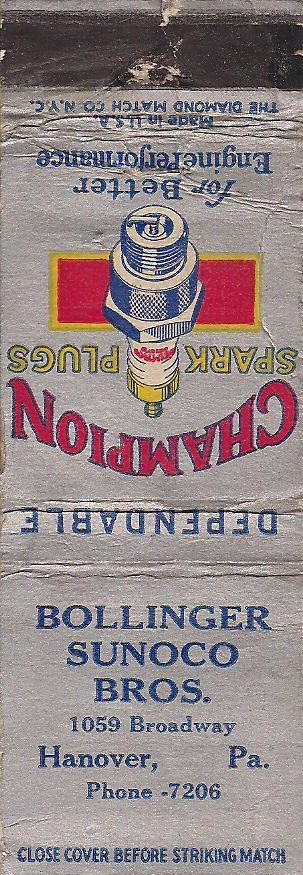 Made in U.S.A.
THE DIAMOND MATCH CO. N.Y.C.
for Better
Engine Performance
CHAMPION
SPARK PLUGS
DEPENDABLE
BOLLINGER
SUNOCO
BROS.
1059 Broadway
Hanover, Pa.
Phone -7206
CLOSE COVER BEFORE STRIKING MATCH